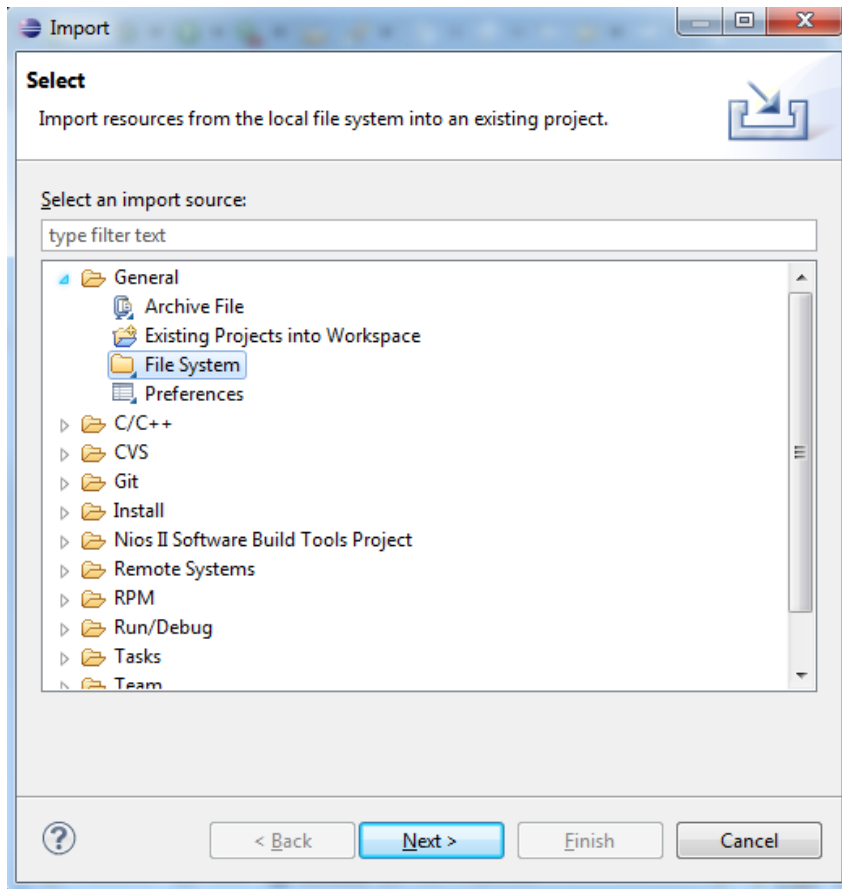 Import
Select
Import resources from the local file system into an existing project.
Select an import source:
type filter text
General
Archive File
Existing Projects into Workspace
File System
Preferences
C/C++
CVS
Git
Install
Nios II Software Build Tools Project
Remote Systems
RPM
Run/Debug
Tasks
Team
< Back Next > Finish Cancel